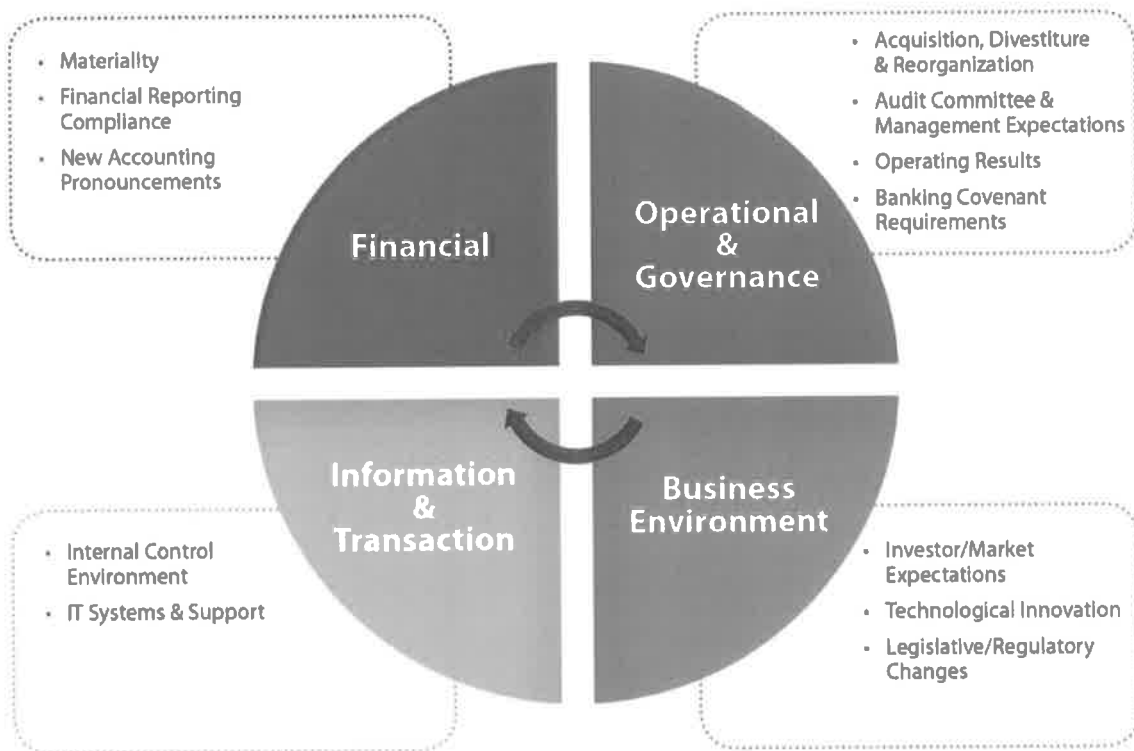 • Materiality
• Financial Reporting
Compliance
• New Accounting
Pronouncements
• Acquisition, Divestiture
& Reorganization
• Audit Committee &
Management Expectations
• Operating Results
• Banking Covenant
Requirements
Financial
Operational
&
Governance
Information
&
Transaction
Business
Environment
• Internal Control
Environment
• IT Systems & Support
• Investor/Market
Expectations
• Technological Innovation
• Legislative/Regulatory
Changes